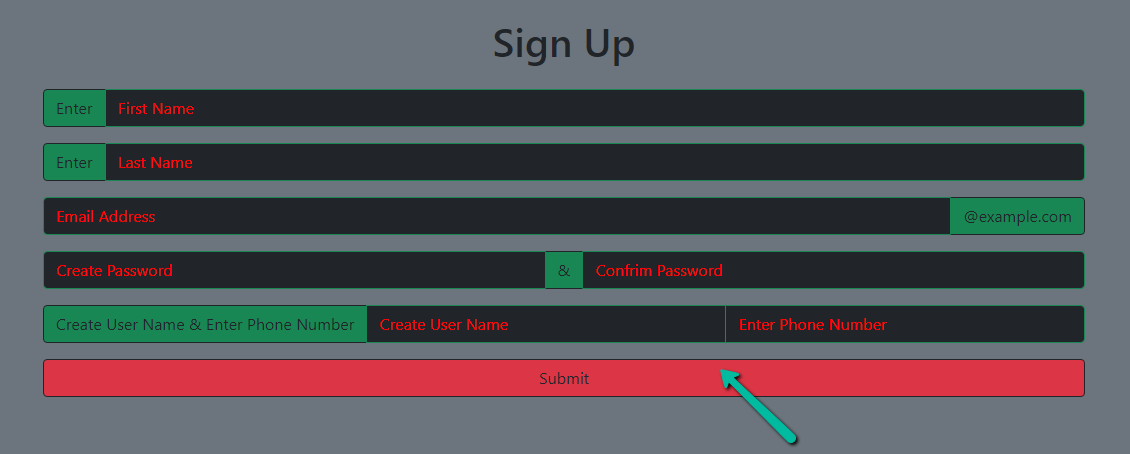 Sign Up
Enter First Name
Enter Last Name
Email Address @example.com
Create Password & Confrim Password
Create User Name & Enter Phone Number Create User Name Enter Phone Number
Submit